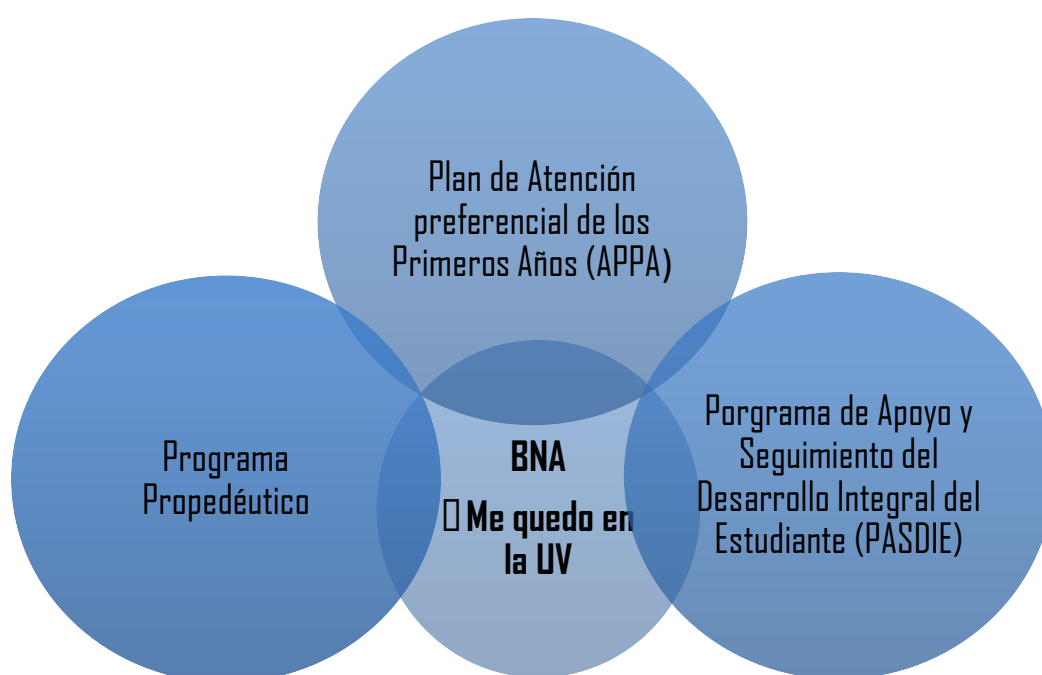 Plan de Atención
preferencial de los
Primeros Años (APPA)
Programa
Propedéutico
BNA
▯Me quedo en
la UV
Porgrama de Apoyo y
Seguimiento del
Desarrollo Integral del
Estudiante (PASDIE)